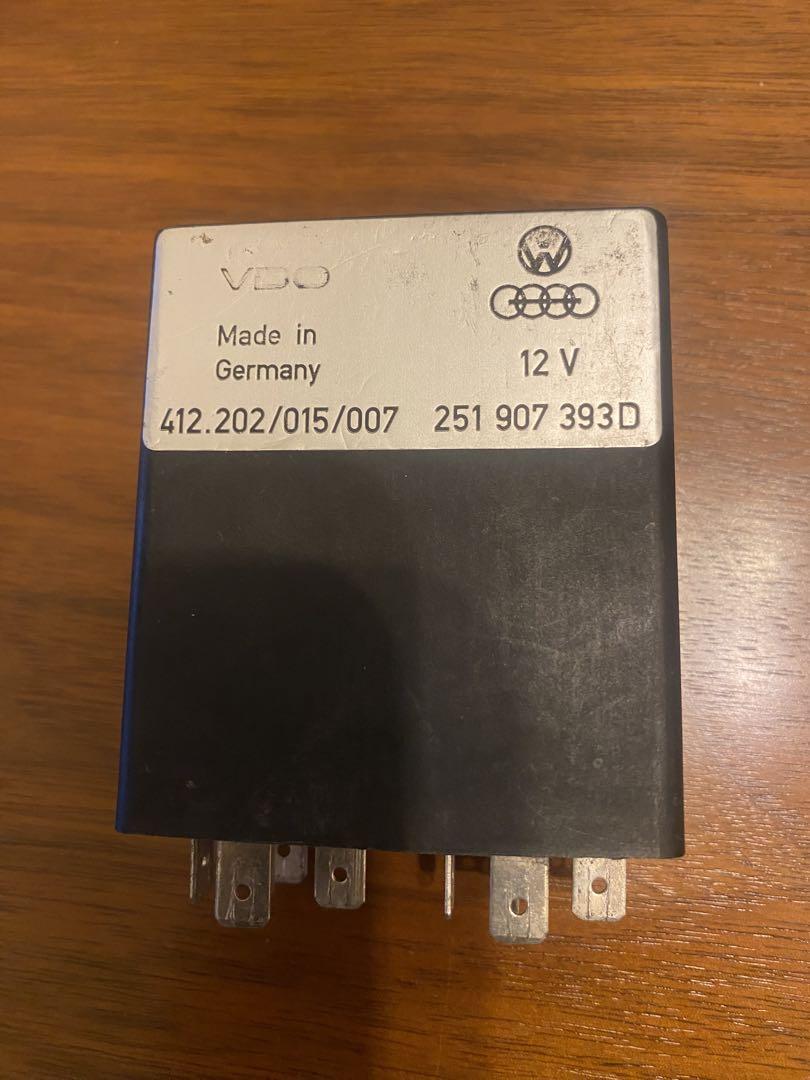 VDO
Made in
Germany
12 V
412.202/015/007 251 907 393D